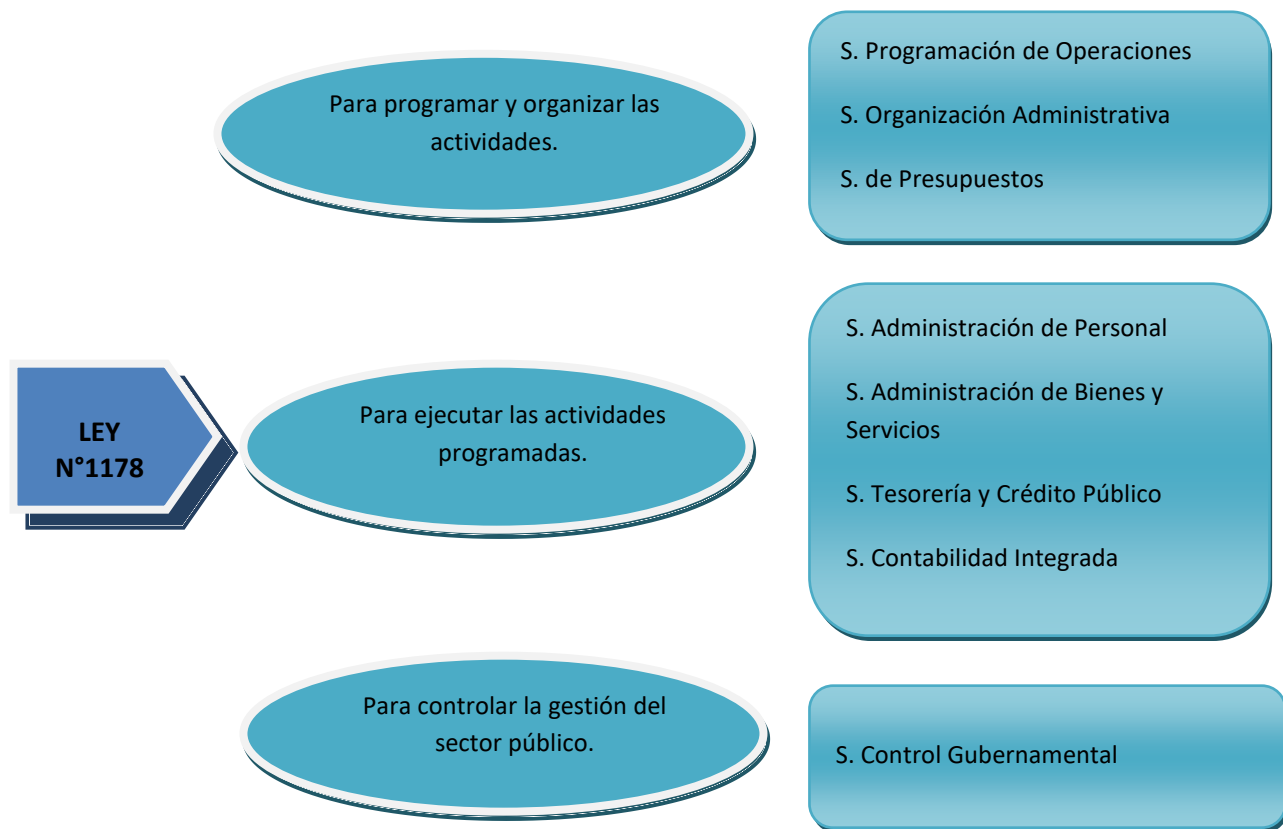 Para programar y organizar las
actividades.
S. Programación de Operaciones
S. Organización Administrativa
S. de Presupuestos
LEY
N°1178
Para ejecutar las actividades
programadas.
S. Administración de Personal
S. Administración de Bienes y
Servicios
S. Tesorería y Crédito Público
S. Contabilidad Integrada
Para controlar la gestión del
sector público.
S. Control Gubernamental